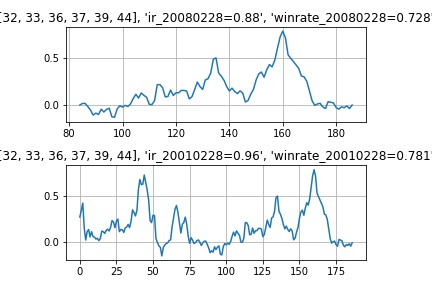 [32, 33, 36, 37, 39, 44], 'ir_20080228=0.88', 'winrate_20080228=0.728'
0.5
0.0
80 100 120 140 160 180
[32, 33, 36, 37, 39, 44], 'ir_20010228=0.96', 'winrate_20010228=0.781'
0.5
0.0
0 25 50 75 100 125 150 175